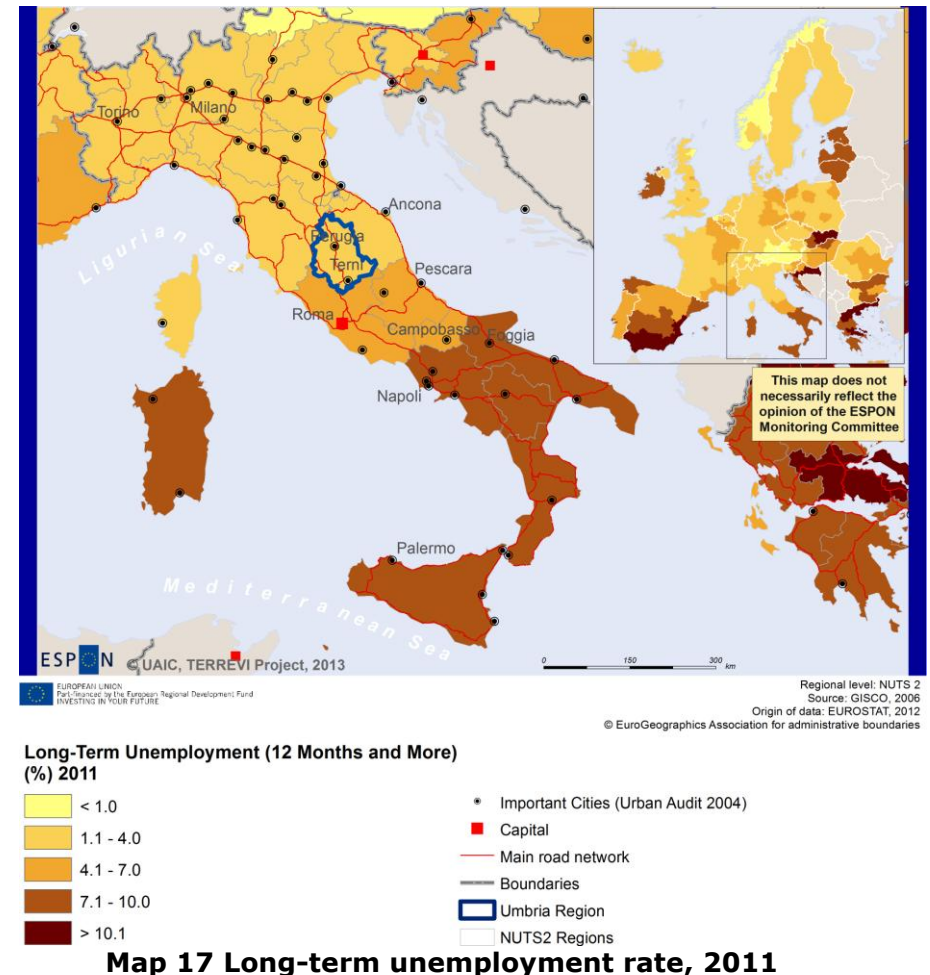 Torino
Milano
Ancona
Perugia
Terni
Ligurian Sea
Pescara
Roma
Campobasso
Foggia
Napoli
This map does not
necessarily reflect the
opinion of the ESPON
Monitoring Committee
Palermo
Mediterranean Sea
ESPON
© UAIC, TERREVI Project, 2013
0 150 300 km
EUROPEAN UNION
Part-financed by the European Regional Development Fund
INVESTING IN YOUR FUTURE
Regional level: NUTS 2
Source: GISCO, 2006
Origin of data: EUROSTAT, 2012
© EuroGeographics Association for administrative boundaries
Long-Term Unemployment (12 Months and More)
(%) 2011
< 1.0
1.1 - 4.0
4.1 - 7.0
7.1 - 10.0
> 10.1
Important Cities (Urban Audit 2004)
Capital
Main road network
Boundaries
Umbria Region
NUTS2 Regions
Map 17 Long-term unemployment rate, 2011